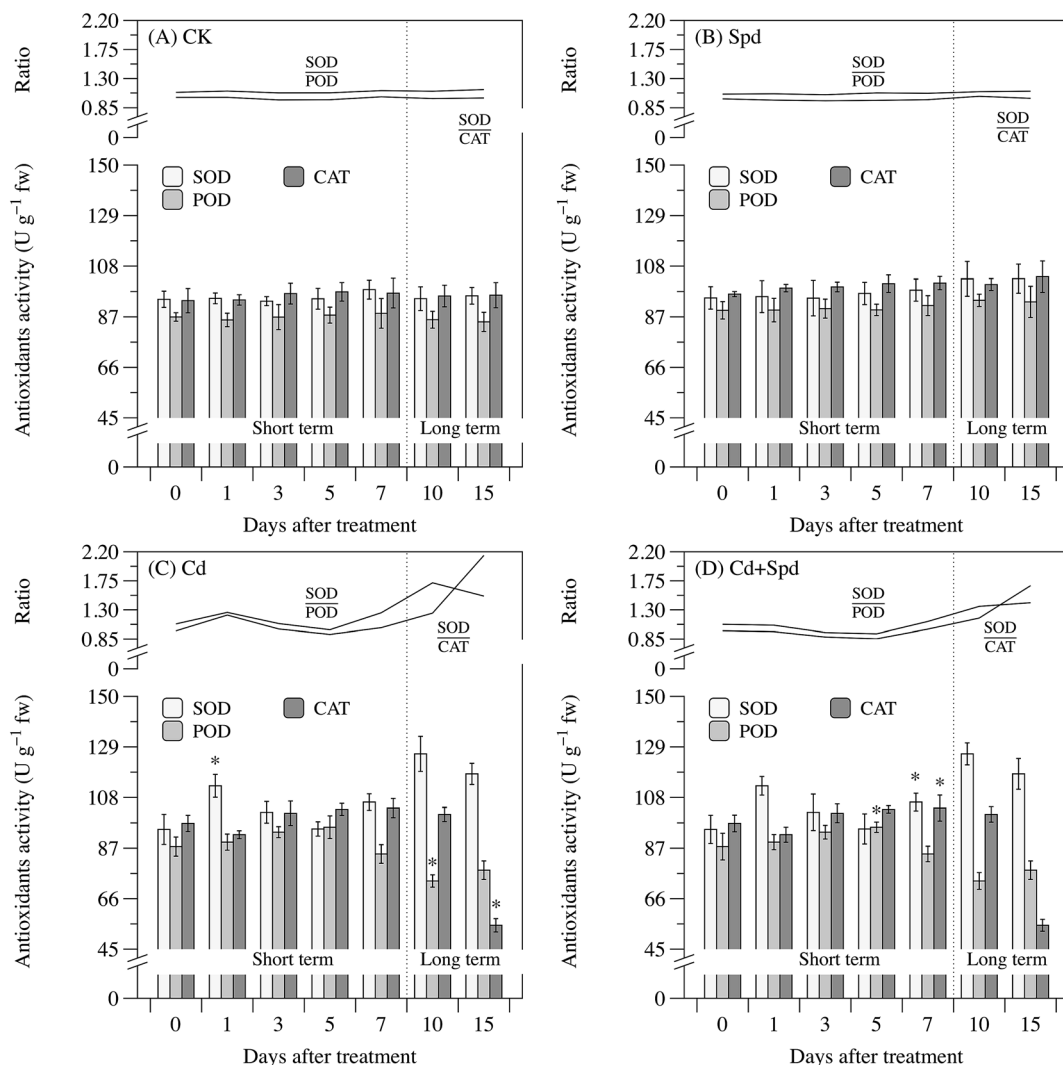 (A) CK
Ratio
2.20
1.75
1.30
0.85
0
SOD
POD
SOD
CAT
Antioxidants activity (U g⁻¹ fw)
150
129
108
87
66
45
0
SOD
POD
CAT
Short term
Long term
0 1 3 5 7 10 15
Days after treatment
(B) Spd
Ratio
2.20
1.75
1.30
0.85
0
SOD
POD
SOD
CAT
Antioxidants activity (U g⁻¹ fw)
150
129
108
87
66
45
0
SOD
POD
CAT
Short term
Long term
0 1 3 5 7 10 15
Days after treatment
(C) Cd
Ratio
2.20
1.75
1.30
0.85
0
SOD
POD
SOD
CAT
Antioxidants activity (U g⁻¹ fw)
150
129
108
87
66
45
0
SOD
POD
CAT
*
*
*
Short term
Long term
0 1 3 5 7 10 15
Days after treatment
(D) Cd+Spd
Ratio
2.20
1.75
1.30
0.85
0
SOD
POD
SOD
CAT
Antioxidants activity (U g⁻¹ fw)
150
129
108
87
66
45
0
SOD
POD
CAT
* *
*
Short term
Long term
0 1 3 5 7 10 15
Days after treatment